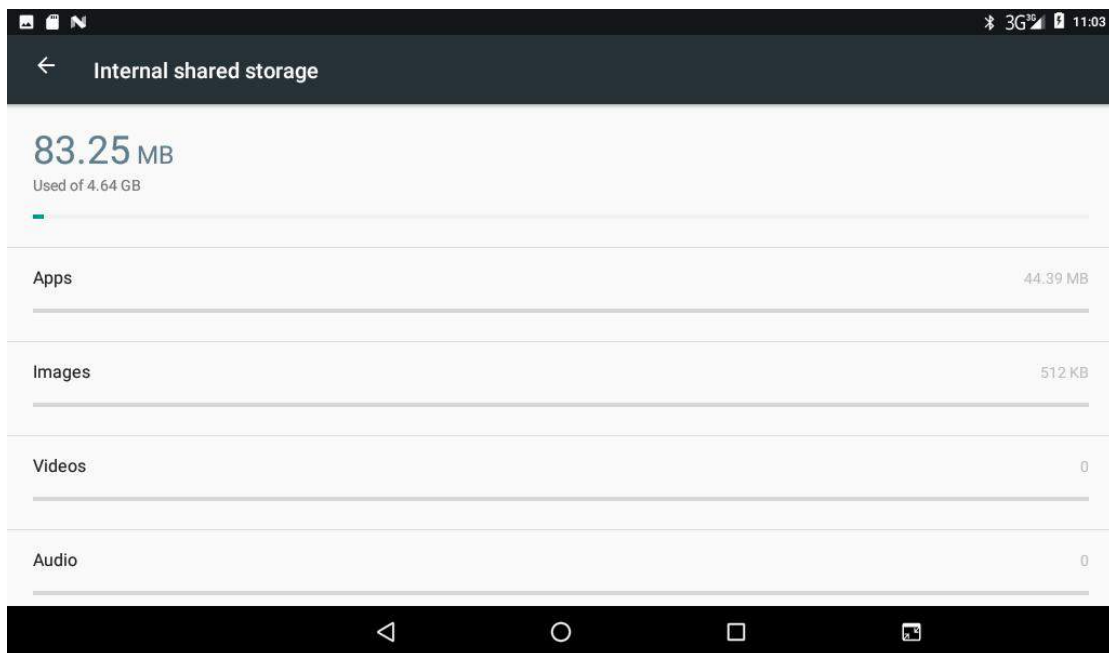 3G 3G 11:03
Internal shared storage
83.25 MB
Used of 4.64 GB
Apps 44.39 MB
Images 512 KB
Videos 0
Audio 0